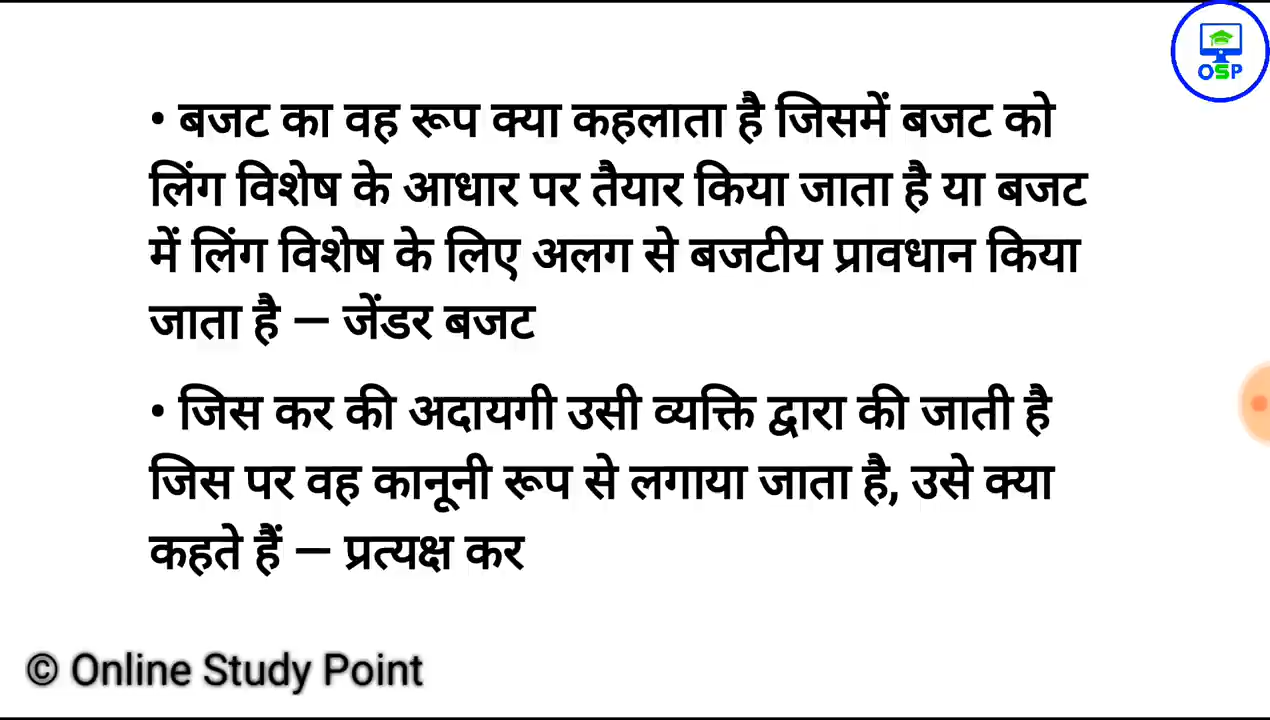 OSP
• बजट का वह रूप क्या कहलाता है जिसमें बजट को
लिंग विशेष के आधार पर तैयार किया जाता है या बजट
में लिंग विशेष के लिए अलग से बजटीय प्रावधान किया
जाता है — जेंडर बजट
• जिस कर की अदायगी उसी व्यक्ति द्वारा की जाती है
जिस पर वह कानूनी रूप से लगाया जाता है, उसे क्या
कहते हैं — प्रत्यक्ष कर
© Online Study Point